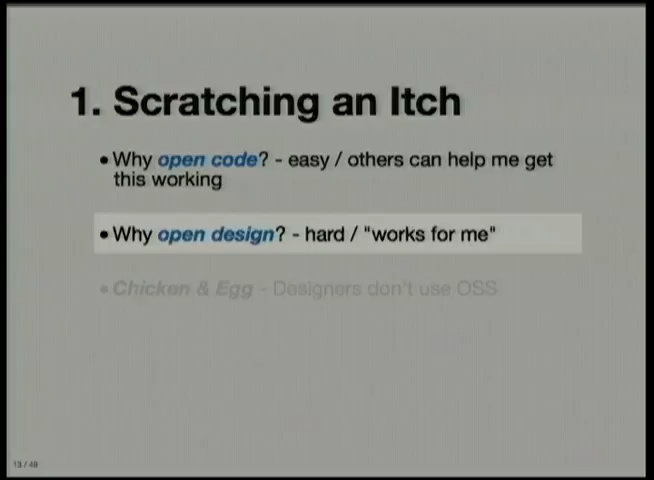 1. Scratching an Itch
• Why open code? - easy / others can help me get
this working
• Why open design? - hard / "works for me"
• Chicken & Egg - Designers don't use OSS
13 / 48